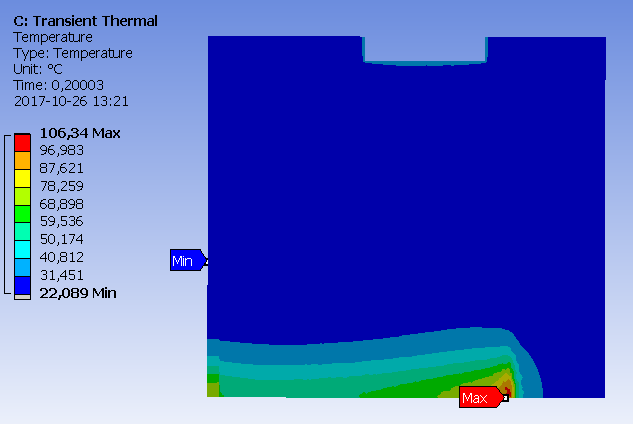 C: Transient Thermal
Temperature
Type: Temperature
Unit: °C
Time: 0,20003
2017-10-26 13:21
106,34 Max
96,983
87,621
78,259
68,898
59,536
50,174
40,812
31,451
22,089 Min
Min
Max